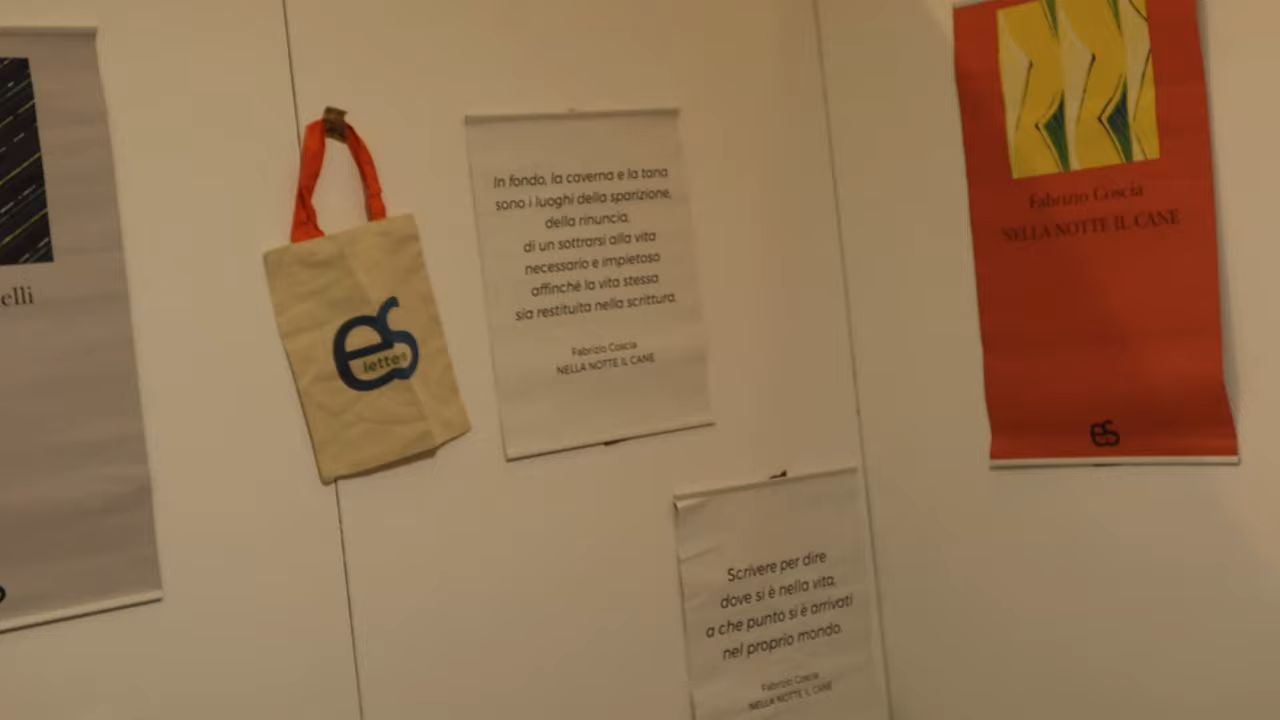 elli
es
lettes
In fondo, la caverna e la tana
sono i luoghi della sparizione,
della rinuncia,
di un sottrarsi alla vita
necessario e impietoso
affinché la vita stessa
sia restituita nella scrittura.
Fabrizio Coscia
NELLA NOTTE IL CANE
Scrivere per dire
dove si è nella vita,
a che punto si è arrivati
nel proprio mondo.
Fabrizio Coscia
NELLA NOTTE IL CANE
Fabrizio Coscia
NELLA NOTTE IL CANE
es